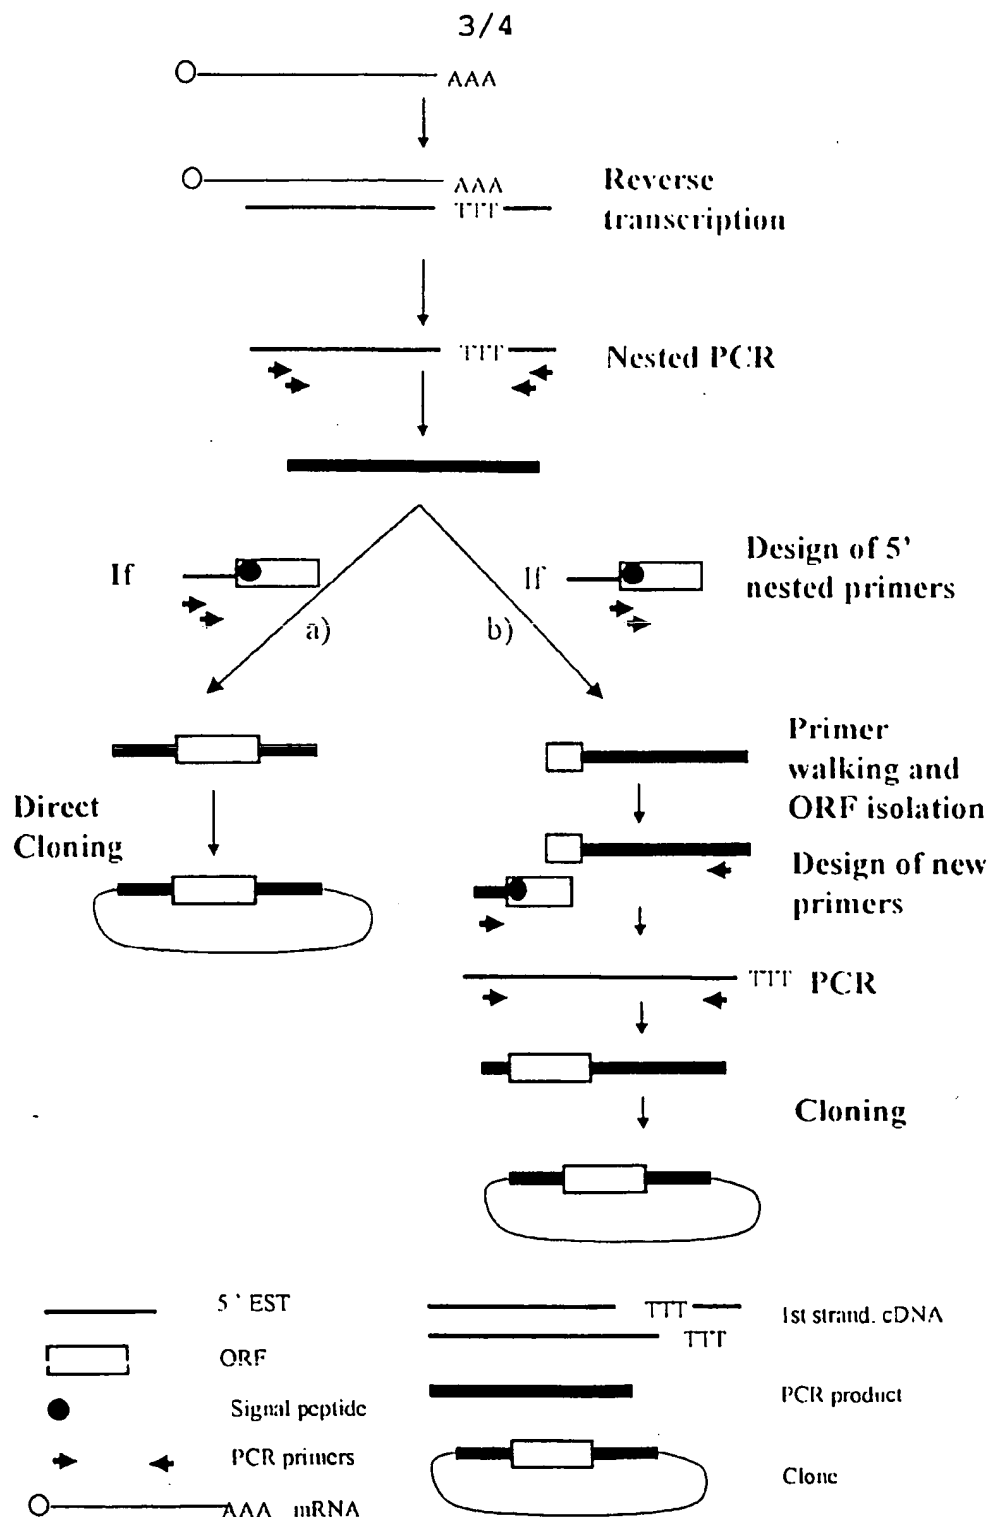 3/4
AAA
AAA
TTT
Reverse
transcription
TTT
Nested PCR
If
If
Design of 5'
nested primers
a)
b)
Primer
walking and
ORF isolation
Direct
Cloning
Design of new
primers
TTT
PCR
Cloning
5' EST
ORF
Signal peptide
PCR primers
AAA mRNA
TTT
TTT
1st strand. cDNA
PCR product
Clone